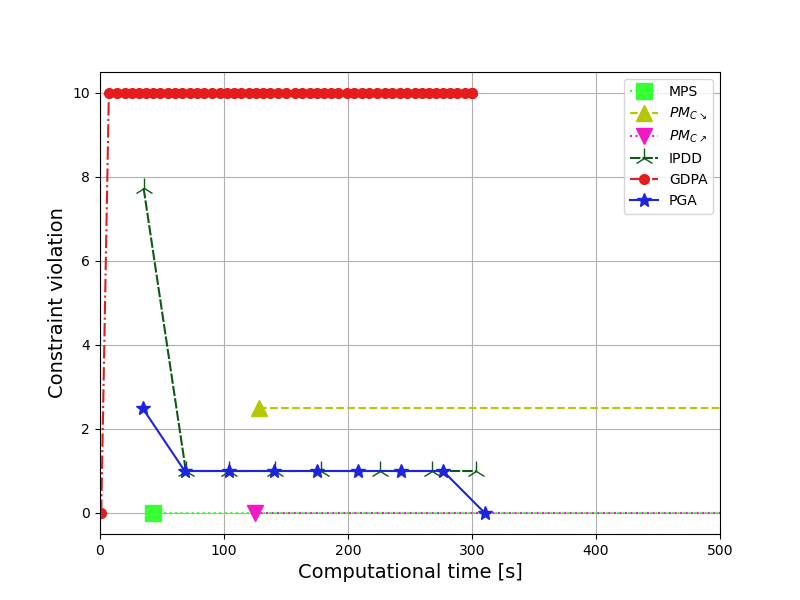 MPS
PM_{C↘}
PM_{C↗}
IPDD
GDPA
PGA
Constraint violation
10
8
6
4
2
0
0
100
200
300
400
500
Computational time [s]